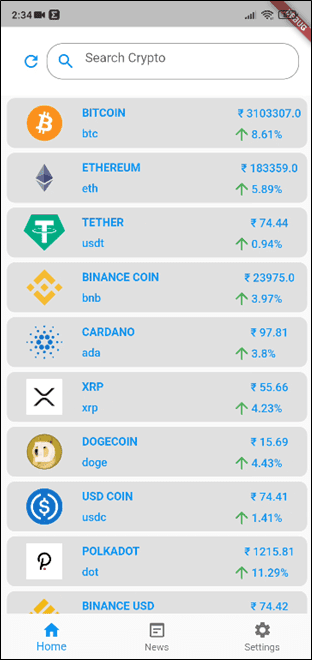 2:34
DEBUG
Search Crypto
BITCOIN
₹ 3103307.0
btc
8.61%
ETHEREUM
₹ 183359.0
eth
5.89%
TETHER
₹ 74.44
usdt
0.94%
BINANCE COIN
₹ 23975.0
bnb
3.97%
CARDANO
₹ 97.81
ada
3.8%
XRP
₹ 55.66
xrp
4.23%
DOGECOIN
₹ 15.69
doge
4.43%
USD COIN
₹ 74.41
usdc
1.41%
POLKADOT
₹ 1215.81
dot
11.29%
BINANCE USD
₹ 74.42
Home
News
Settings